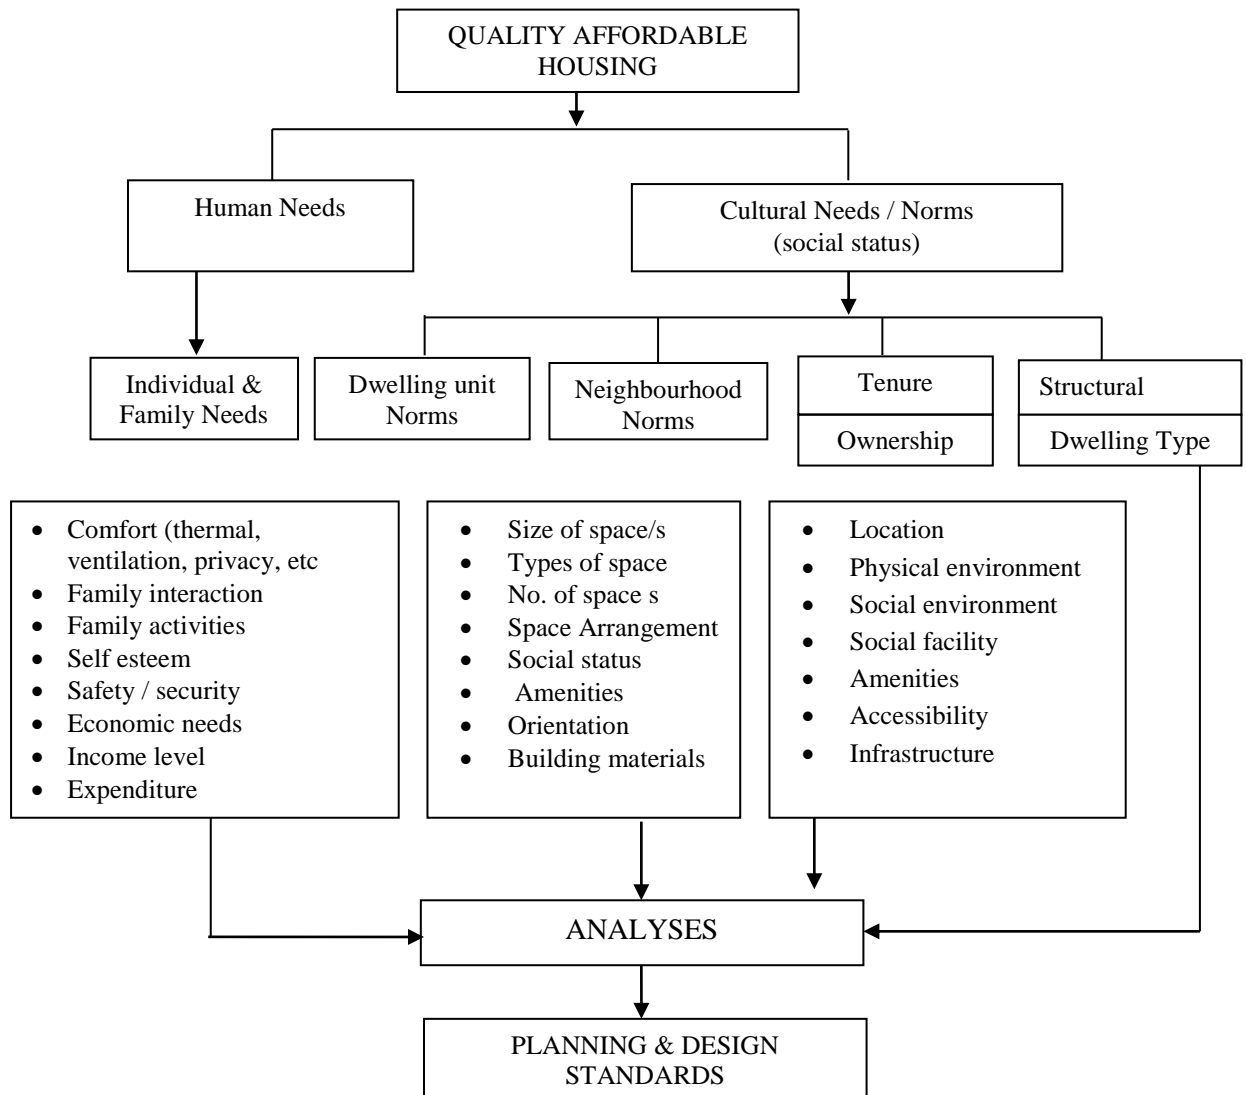 QUALITY AFFORDABLE
HOUSING
Human Needs
Cultural Needs / Norms
(social status)
Individual &
Family Needs
Dwelling unit
Norms
Neighbourhood
Norms
Tenure
Ownership
Structural
Dwelling Type
• Comfort (thermal,
ventilation, privacy, etc
• Family interaction
• Family activities
• Self esteem
• Safety / security
• Economic needs
• Income level
• Expenditure
• Size of space/s
• Types of space
• No. of space s
• Space Arrangement
• Social status
• Amenities
• Orientation
• Building materials
• Location
• Physical environment
• Social environment
• Social facility
• Amenities
• Accessibility
• Infrastructure
ANALYSES
PLANNING & DESIGN
STANDARDS